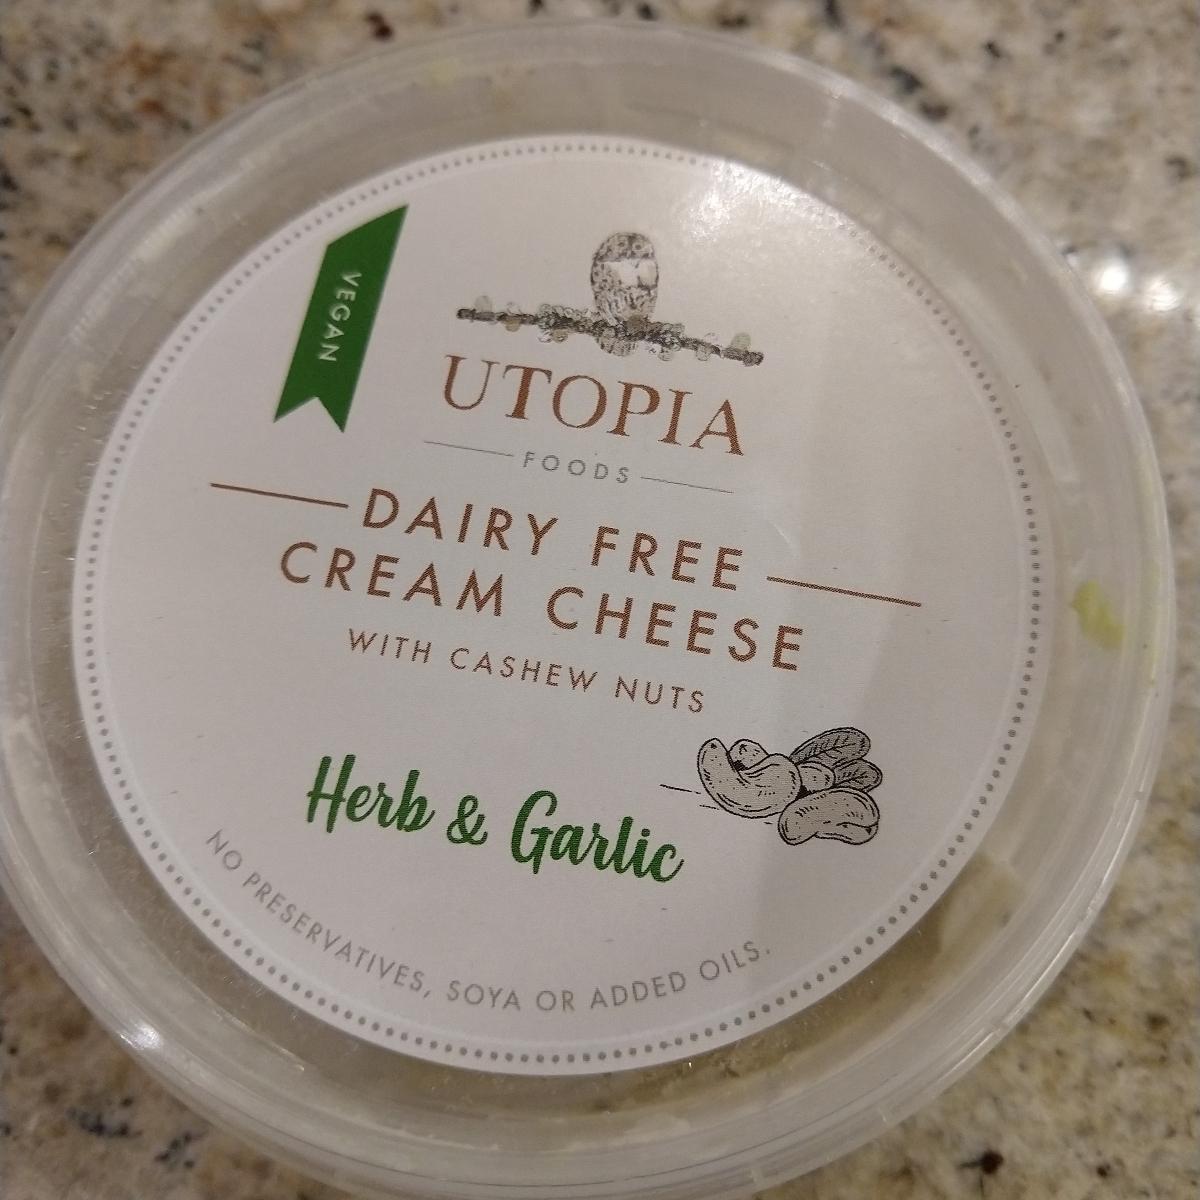 VEGAN
UTOPIA
FOODS
DAIRY FREE
CREAM CHEESE
WITH CASHEW NUTS
Herb & Garlic
NO PRESERVATIVES, SOYA OR ADDED OILS.